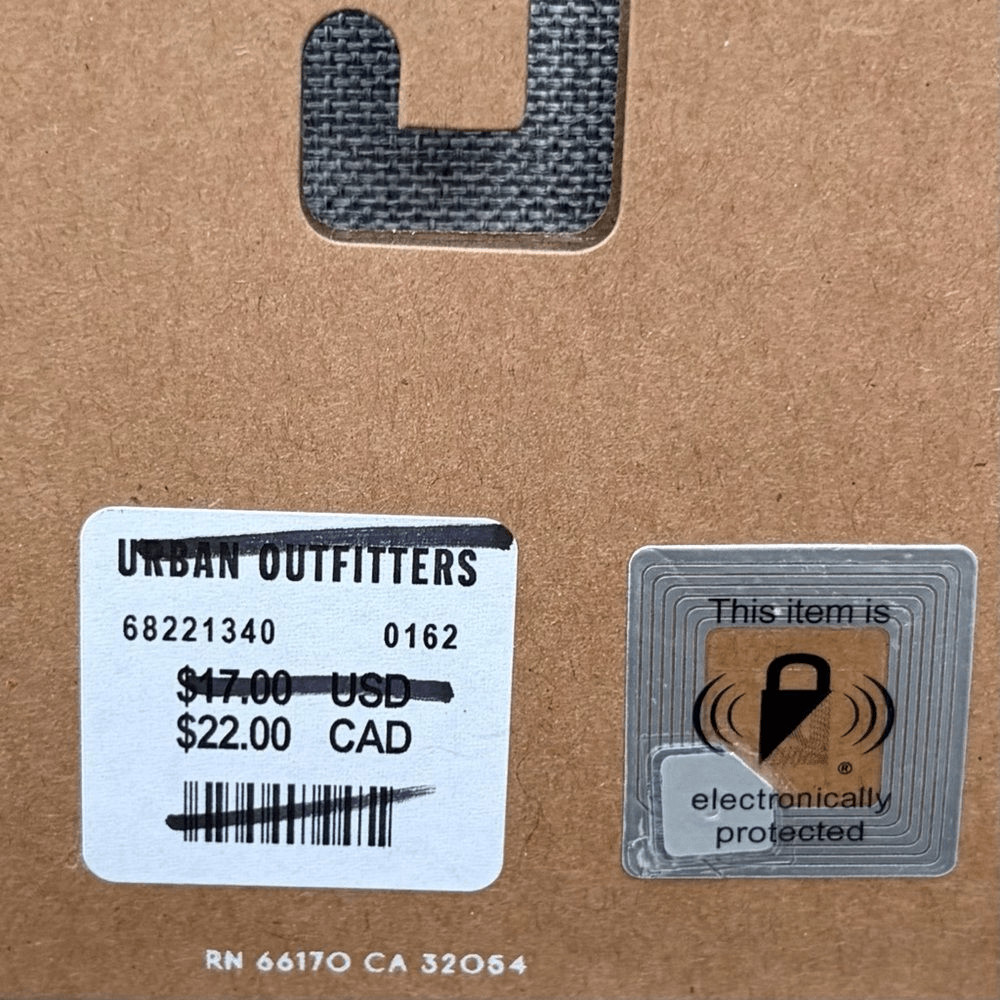 URBAN OUTFITTERS
68221340 0162
$17.00 USD
$22.00 CAD
This item is
®
electronically
protected
RN 66170 CA 32054